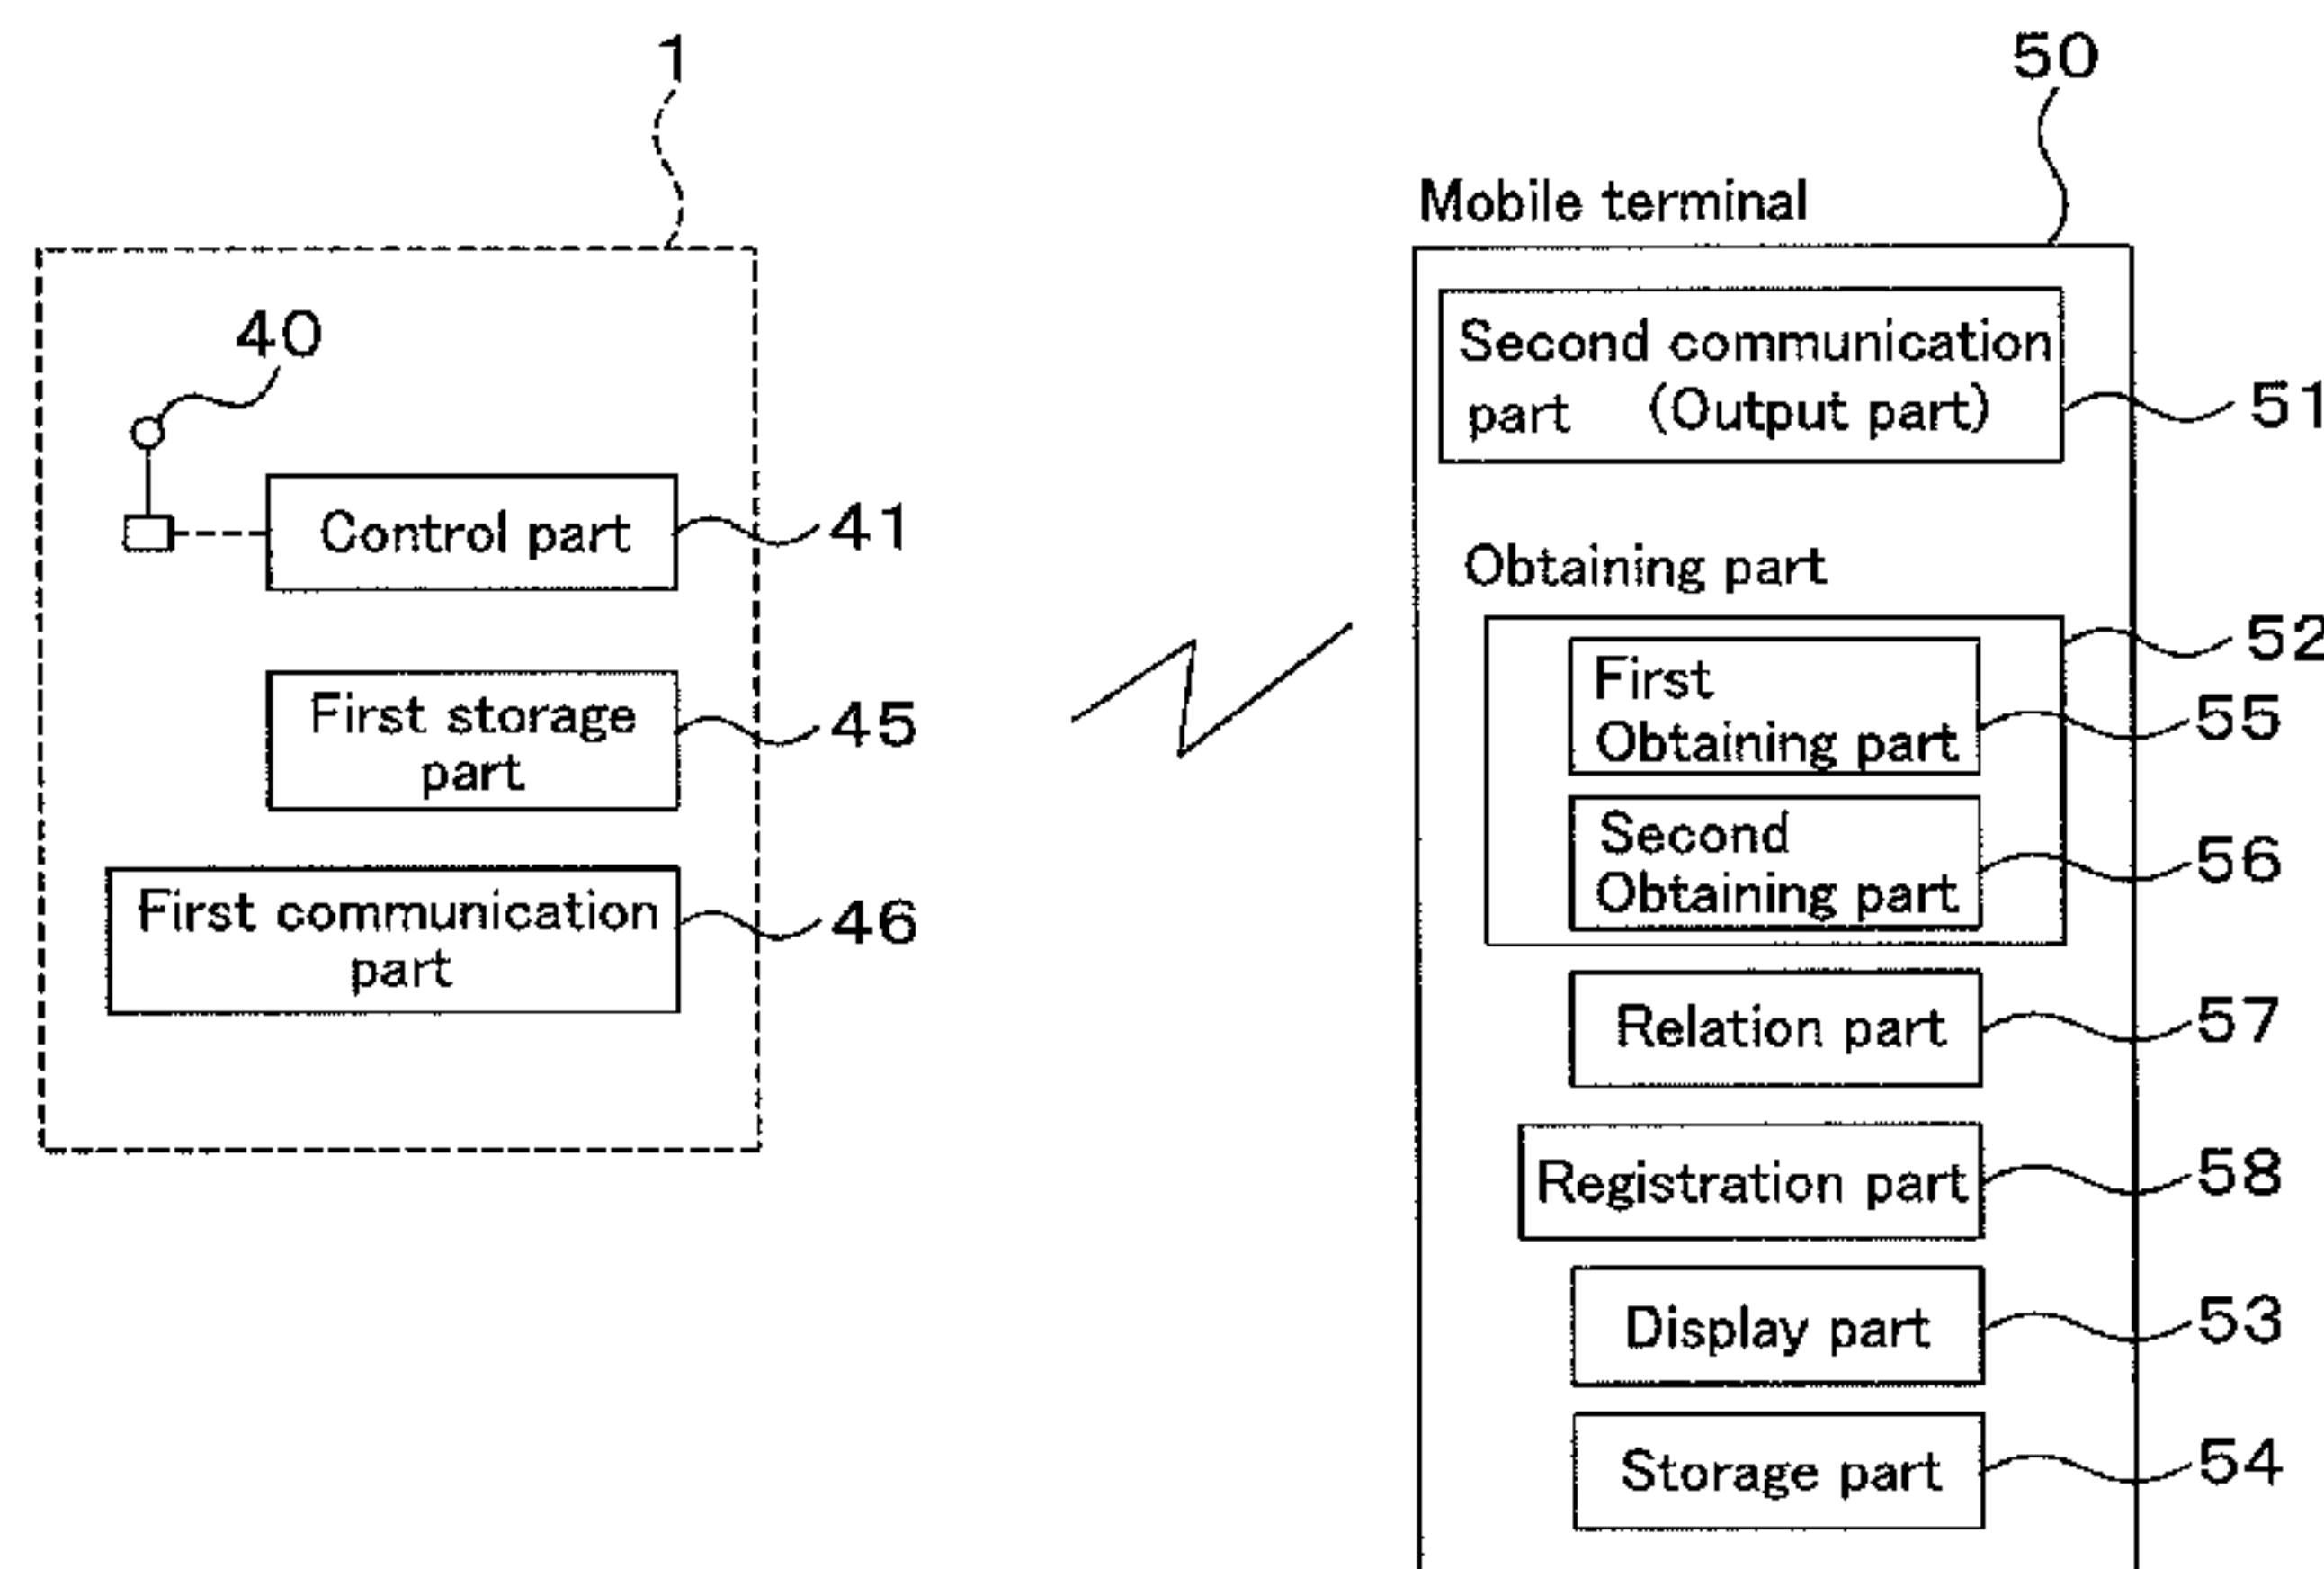 1
50
Mobile terminal
40
Second communication
part (Output part)
51
Control part
41
Obtaining part
52
First
Obtaining part
55
First storage
part
45
Second
Obtaining part
56
First communication
part
46
Relation part
57
Registration part
58
Display part
53
Storage part
54